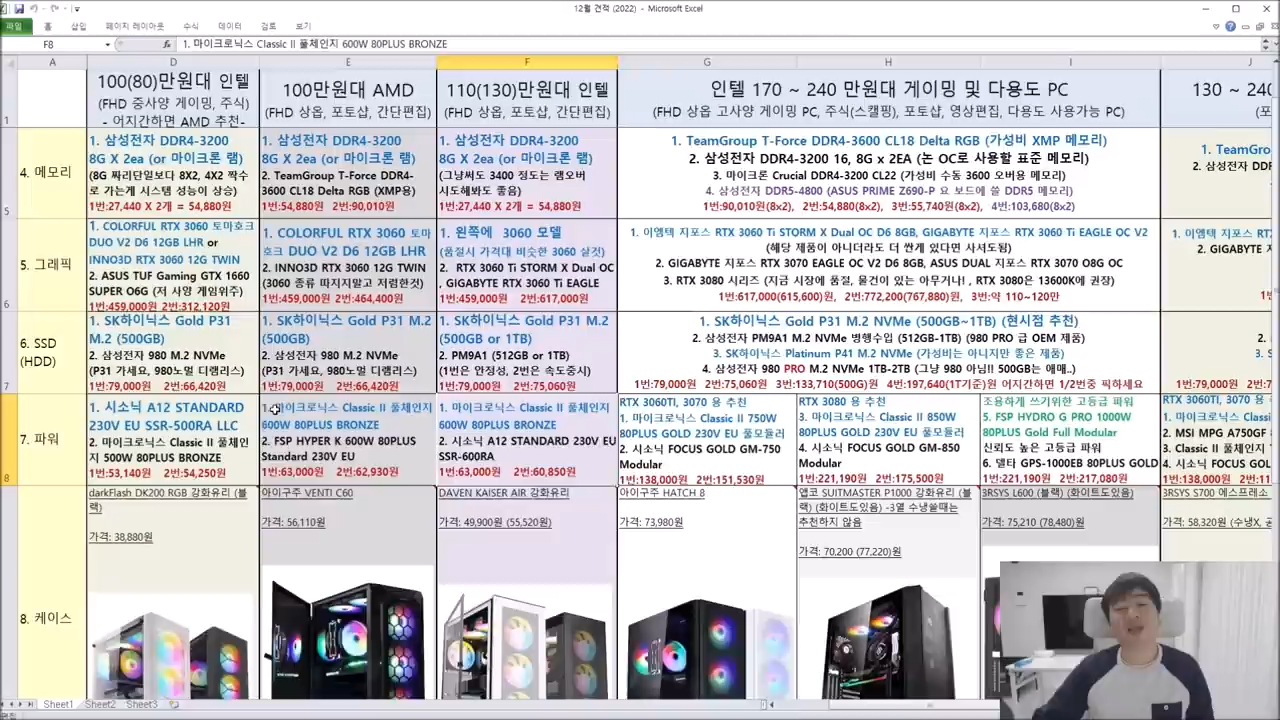 12월 견적 (2022) - Microsoft Excel
파일 홈 삽입 페이지 레이아웃 수식 데이터 검토 보기
F8 fx 1. 마이크로닉스 Classic II 풀체인지 600W 80PLUS BRONZE
A D E F G H I J
1
100(80)만원대 인텔
(FHD 중사양 게이밍, 주식)
- 어지간하면 AMD 추천-
100만원대 AMD
(FHD 상옵, 포토샵, 간단편집)
110(130)만원대 인텔
(FHD 상옵, 포토샵, 간단편집)
인텔 170 ~ 240 만원대 게이밍 및 다용도 PC
(FHD 상옵 고사양 게이밍 PC, 주식(스캘핑), 포토샵, 영상편집, 다용도 사용가능 PC)
130 ~ 240
(포
5
4. 메모리
1. 삼성전자 DDR4-3200
8G X 2ea (or 마이크론 램)
(8G 짜리단일보다 8X2, 4X2 짝수
로 가는게 시스템 성능이 상승)
1번:54,880원 X 2개 = 54,880원
1. 삼성전자 DDR4-3200
8G X 2ea (or 마이크론 램)
2. TeamGroup T-Force DDR4-
3600 CL18 Delta RGB (XMP용)
1번:54,880원 2번:90,010원
1. 삼성전자 DDR4-3200
8G X 2ea (or 마이크론 램)
(그냥써도 3400 정도는 램오버
시도해봐도 좋음)
1번:27,440 X 2개 = 54,880원
1. TeamGroup T-Force DDR4-3600 CL18 Delta RGB (가성비 XMP 메모리)
2. 삼성전자 DDR4-3200 16, 8G x 2EA (논 OC로 사용할 표준 메모리)
3. 마이크론 Crucial DDR4-3200 CL22 (가성비 수동 3600 오버용 메모리)
4. 삼성전자 DDR5-4800 (ASUS PRIME Z690-P 요 보드에 쓸 DDR5 메모리)
1번:90,010원(8x2), 2번:54,880원(8x2), 3번:55,740원(8x2), 4번:103,680(8x2)
1. TeamGro
2. 삼성전자 DD
6
5. 그래픽
1. COLORFUL RTX 3060 토마호크
DUO V2 D6 12GB LHR or
INNO3D RTX 3060 12G TWIN
2. ASUS TUF Gaming GTX 1660
SUPER O6G (저 사양 게임위주)
1번:459,000원 2번:312,120원
1. COLORFUL RTX 3060 토마
호크 DUO V2 D6 12GB LHR
2. INNO3D RTX 3060 12G TWIN
(3060 종류 따지지말고 저렴한것)
1번:459,000원 2번:464,400원
1. 왼쪽에 3060 모델
(품절시 가격대 비슷한 3060 살것)
2. RTX 3060 Ti STORM X Dual OC
, GIGABYTE RTX 3060 Ti EAGLE
1번:459,000원 2번:617,000원
1. 이엠텍 지포스 RTX 3060 Ti STORM X Dual OC D6 8GB, GIGABYTE 지포스 RTX 3060 Ti EAGLE OC V2
(해당 제품이 아니더라도 더 싼게 있다면 사셔도됨)
2. GIGABYTE RTX 3070 EAGLE OC V2 D6 8GB, ASUS DUAL 지포스 RTX 3070 O8G OC
3. RTX 3080 시리즈 (지금 시장에 품절, 물건이 있는 아무거나! , RTX 3080은 13600K에 권장)
1번:617,000(615,600)원, 2번:772,200(767,880)원, 3번:약 110~120만
1. 이엠텍 지포스
2. GIGABYTE
1번
7
6. SSD
(HDD)
1. SK하이닉스 Gold P31
M.2 (500GB)
2. 삼성전자 980 M.2 NVMe
(P31 가세요, 980노멀 디램리스)
1번:79,000원 2번:66,420원
1. SK하이닉스 Gold P31 M.2
(500GB)
2. 삼성전자 980 M.2 NVMe
(P31 가세요, 980노멀 디램리스)
1번:79,000원 2번:66,420원
1. SK하이닉스 Gold P31 M.2
(500GB or 1TB)
2. PM9A1 (512GB or 1TB)
(1번은 안정성, 2번은 속도중시)
1번:79,000원 2번:75,060원
1. SK하이닉스 Gold P31 M.2 NVMe (500GB~1TB) (현시점 추천)
2. 삼성전자 PM9A1 M.2 NVMe 병행수입 (512GB-1TB) (980 PRO 급 OEM 제품)
3. SK하이닉스 Platinum P41 M.2 NVMe (가성비는 아니지만 좋은 제품)
4. 삼성전자 980 PRO M.2 NVMe 1TB-2TB (그냥 980 아님!! 500GB는 애매..)
1번:79,000원 2번:75,060원 3번:133,710(500G)원 4번:197,640(1T기준)원 어지간하면 1/2번중 픽하세요
1. SK하이
2.
1번:79,000원
8
7. 파워
1. 시소닉 A12 STANDARD
230V EU SSR-500RA LLC
2. 마이크로닉스 Classic II 풀체인
지 500W 80PLUS BRONZE
1번:53,140원 2번:54,250원
1. 마이크로닉스 Classic II 풀체인지
600W 80PLUS BRONZE
2. FSP HYPER K 600W 80PLUS
Standard 230V EU
1번:63,000원 2번:62,930원
1. 마이크로닉스 Classic II 풀체인지
600W 80PLUS BRONZE
2. 시소닉 A12 STANDARD 230V EU
SSR-600RA
1번:63,000원 2번:60,850원
RTX 3060TI, 3070 용 추천
1. 마이크로닉스 Classic II 750W
80PLUS GOLD 230V EU 풀모듈러
2. 시소닉 FOCUS GOLD GM-750
Modular
1번:138,000원 2번:151,530원
RTX 3080 용 추천
3. 마이크로닉스 Classic II 850W
80PLUS GOLD 230V EU 풀모듈러
4. 시소닉 FOCUS GOLD GM-850
Modular
1번:221,190원 2번:175,500원
조용하게 쓰기위한 고등급 파워
5. FSP HYDRO G PRO 1000W
80PLUS Gold Full Modular
신뢰도 높은 고등급 파워
6. 델타 GPS-1000EB 80PLUS GOLD
1번:221,190원 2번:217,080원
RTX 3060TI, 3070 용
1. 마이크로닉스 Class
2. MSI MPG A750GF
3. Classic II 풀체인지
4. 시소닉 FOCUS GOL
1번:138,000원 11
8. 케이스
darkFlash DK200 RGB 강화유리 (블
랙)
가격: 38,880원
아이구주 VENTI C60
가격: 56,110원
DAVEN KAISER AIR 강화유리
가격: 49,900원 (55,520원)
아이구주 HATCH 8
가격: 73,980원
앱코 SUITMASTER P1000 강화유리 (블
랙) (화이트도있음) -3열 수냉쓸때는
추천하지 않음
가격: 70,200 (77,220)원
3RSYS L600 (블랙) (화이트도있음)
가격: 75,210 (78,480)원
3RSYS S700 에스프레소
가격: 58,320원 (수냉X, 공
Sheet1 Sheet2 Sheet3